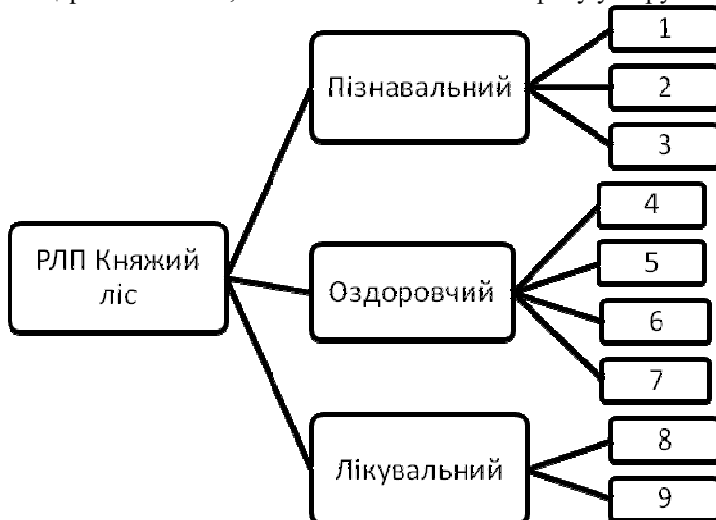 Пізнавальний
1
2
3
РЛП Княжий
ліс
Оздоровчий
4
5
6
7
Лікувальний
8
9